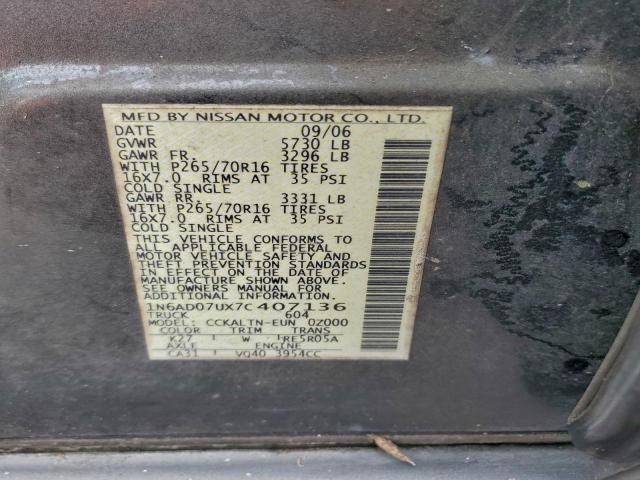 MFD BY NISSAN MOTOR CO., LTD.
DATE 09/06
GVWR 5730 LB
GAWR FR. 3296 LB
WITH P265/70R16 TIRES
16X7.0 RIMS AT 35 PSI
COLD SINGLE
GAWR RR. 3331 LB
WITH P265/70R16 TIRES
16X7.0 RIMS AT 35 PSI
COLD SINGLE
THIS VEHICLE CONFORMS TO
ALL APPLICABLE FEDERAL
MOTOR VEHICLE SAFETY AND
THEFT PREVENTION STANDARDS
IN EFFECT ON THE DATE OF
MFR SHOWN ABOVE.
SEE OWNERS MANUAL FOR
ADDITIONAL INFORMATION.
1N6AD07UX7C407136
TRUCK 604
MODEL CCKALTN-EUN 0Z000
COLOR TRIM TRANS
K27 W RE5R05A
AXLE ENGINE
CA31 VQ40 3954CC